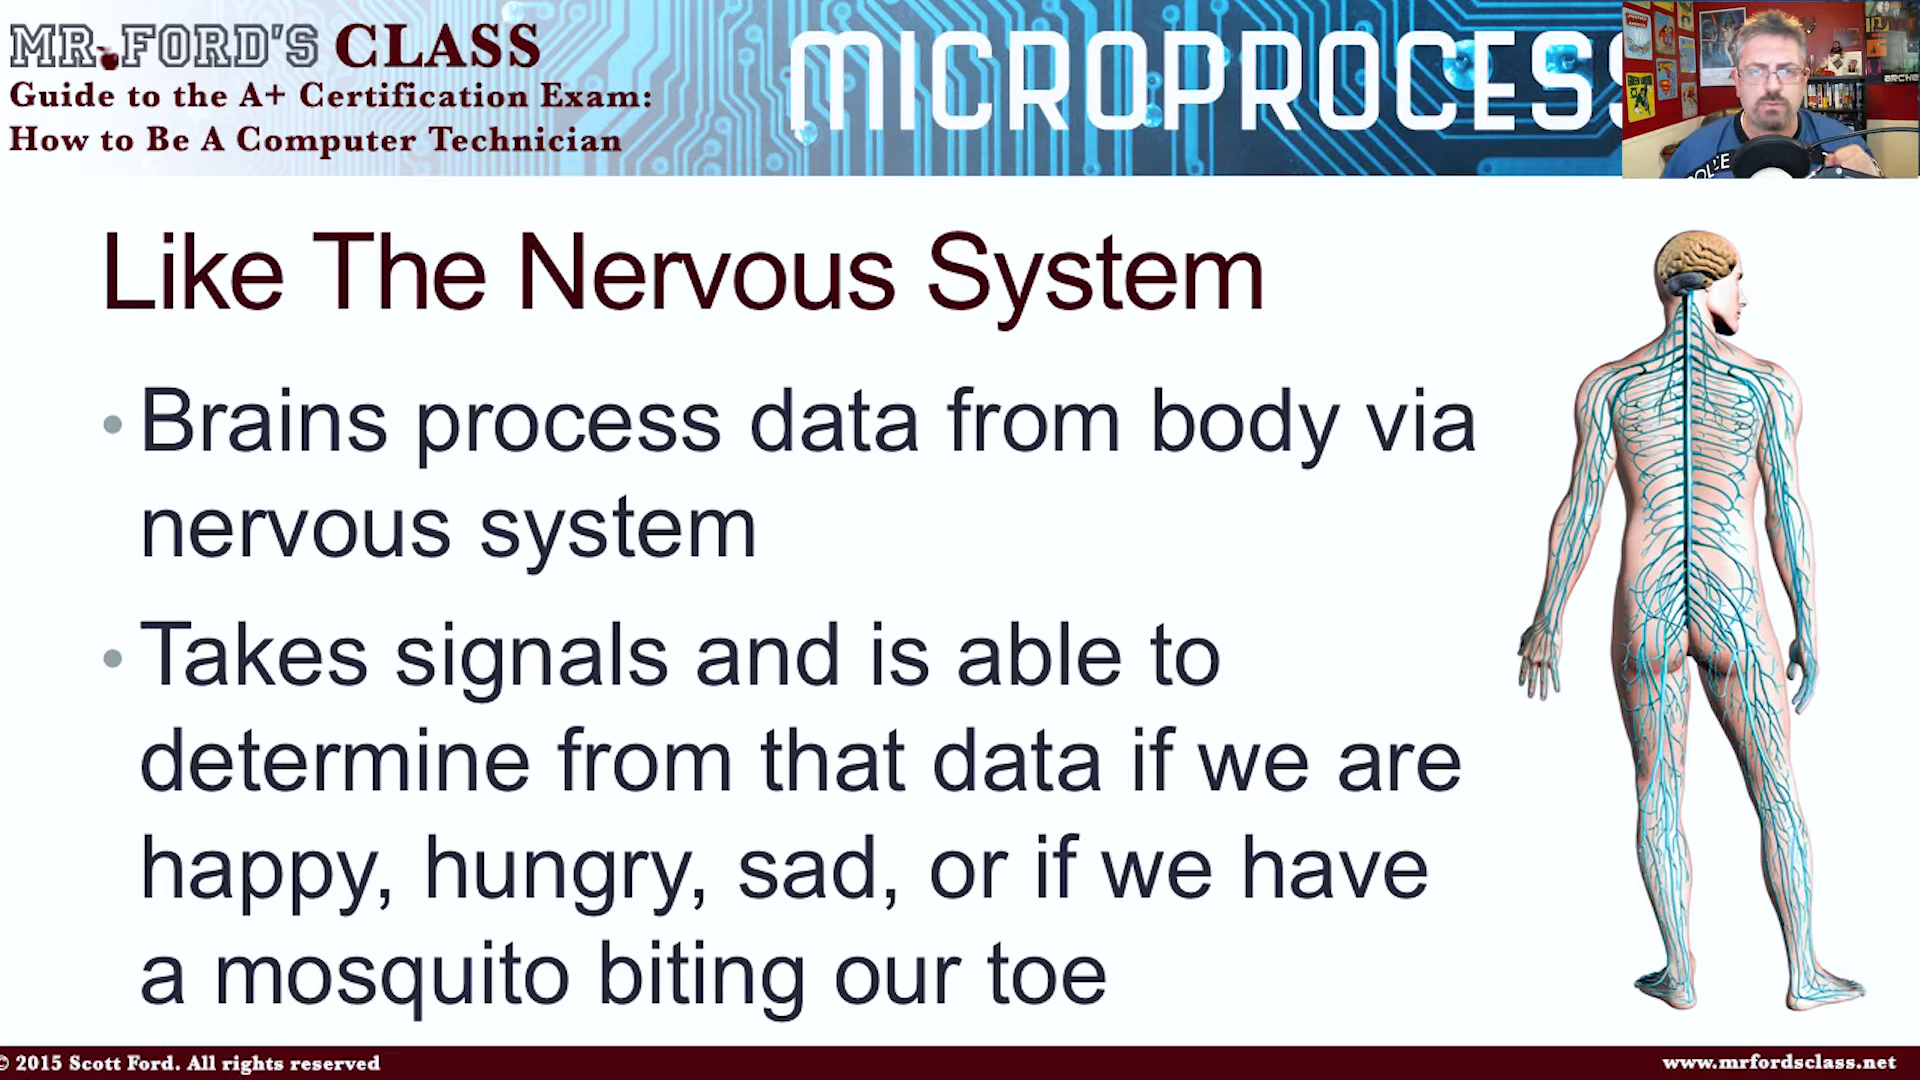 MR. FORD'S CLASS
Guide to the A+ Certification Exam:
How to Be A Computer Technician
MICROPROCESS
Like The Nervous System
• Brains process data from body via
nervous system
• Takes signals and is able to
determine from that data if we are
happy, hungry, sad, or if we have
a mosquito biting our toe
© 2015 Scott Ford. All rights reserved
www.mrfordsclass.net